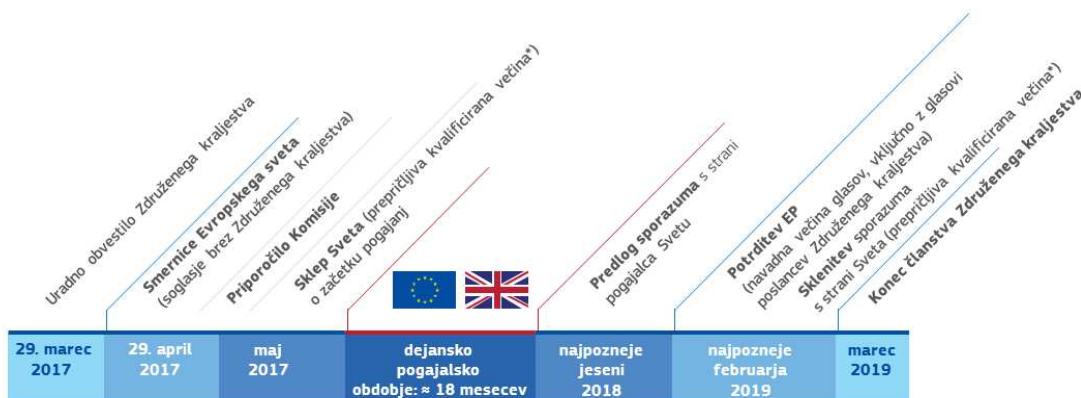 Uradno obvestilo Združenega kraljestva
Smernice Evropskega sveta
(soglasje brez Združenega kraljestva)
Priporočilo Komisije
Sklep Sveta (prepričljiva kvalificirana večina*)
o začetku pogajanj
Predlog sporazuma s strani
pogajalca Svetu
Potrditev EP
(navadna večina glasov, vključno z glasovi
poslancev Združenega kraljestva)
Sklenitev sporazuma
s strani Sveta (prepričljiva kvalificirana večina*)
Konec članstva Združenega kraljestva
29. marec
2017
29. april
2017
maj
2017
dejansko
pogajalsko
obdobje: ≈ 18 mesecev
najpozneje
jeseni
2018
najpozneje
februarja
2019
marec
2019